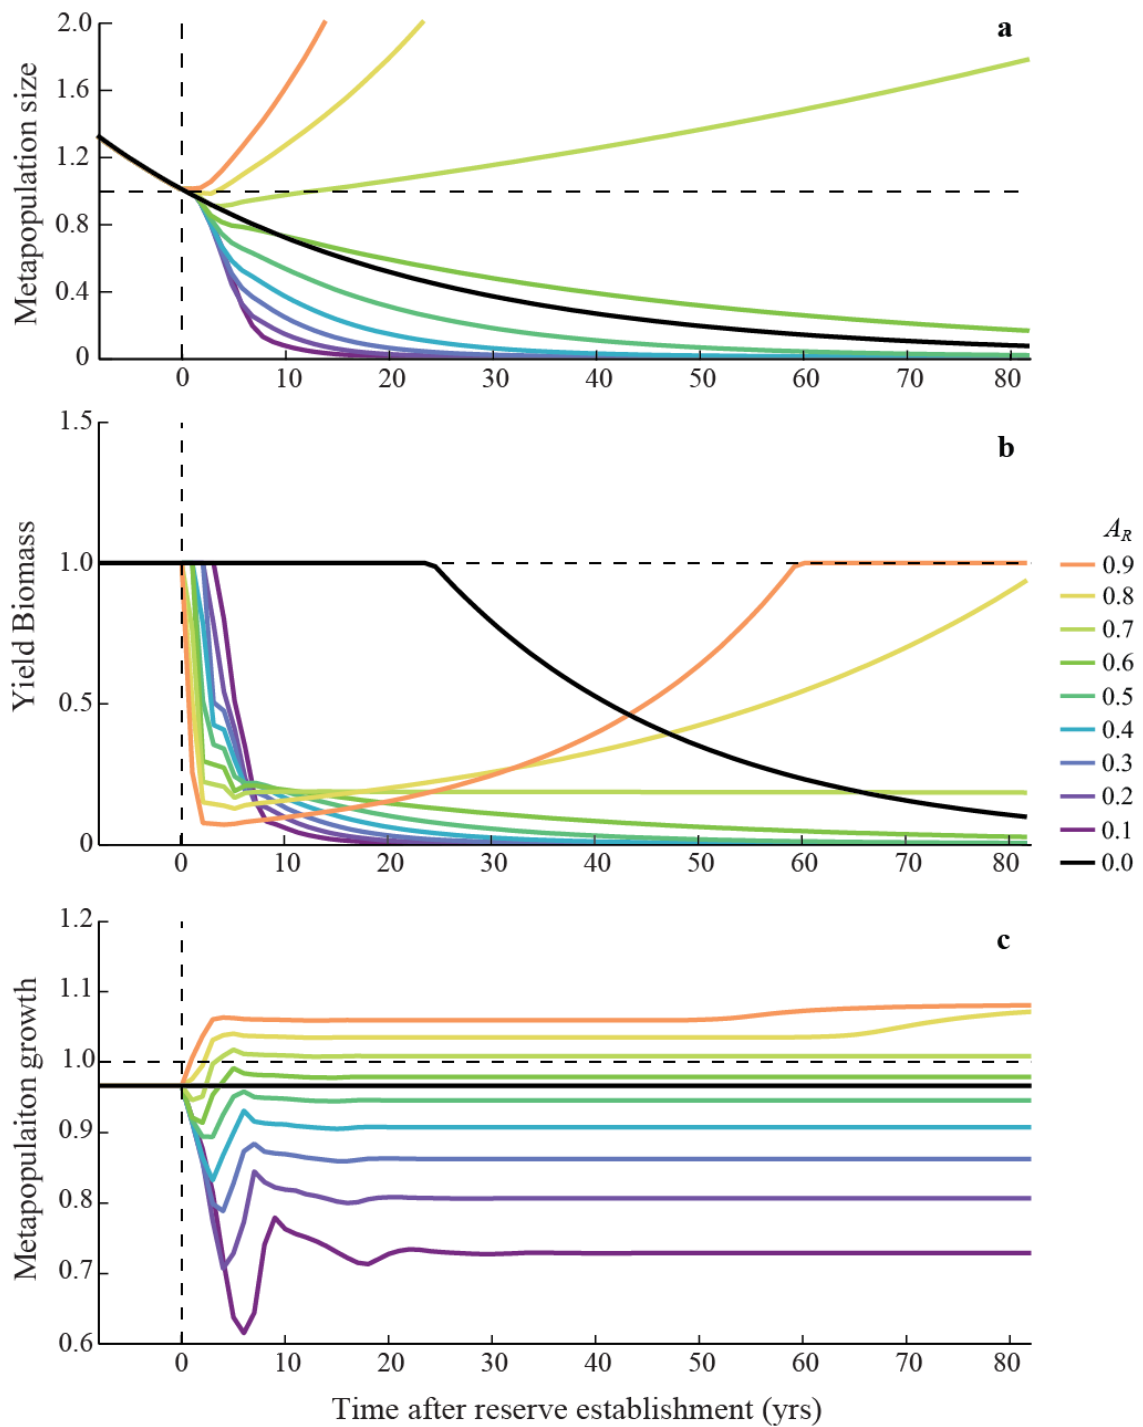 a
2.0
1.6
1.2
0.8
0.4
0
Metapopulation size
0 10 20 30 40 50 60 70 80
b
1.5
1.0
0.5
0
Yield Biomass
0 10 20 30 40 50 60 70 80
A_R
0.9
0.8
0.7
0.6
0.5
0.4
0.3
0.2
0.1
0.0
c
1.2
1.1
1.0
0.9
0.8
0.7
0.6
Metapopulaiton growth
0 10 20 30 40 50 60 70 80
Time after reserve establishment (yrs)